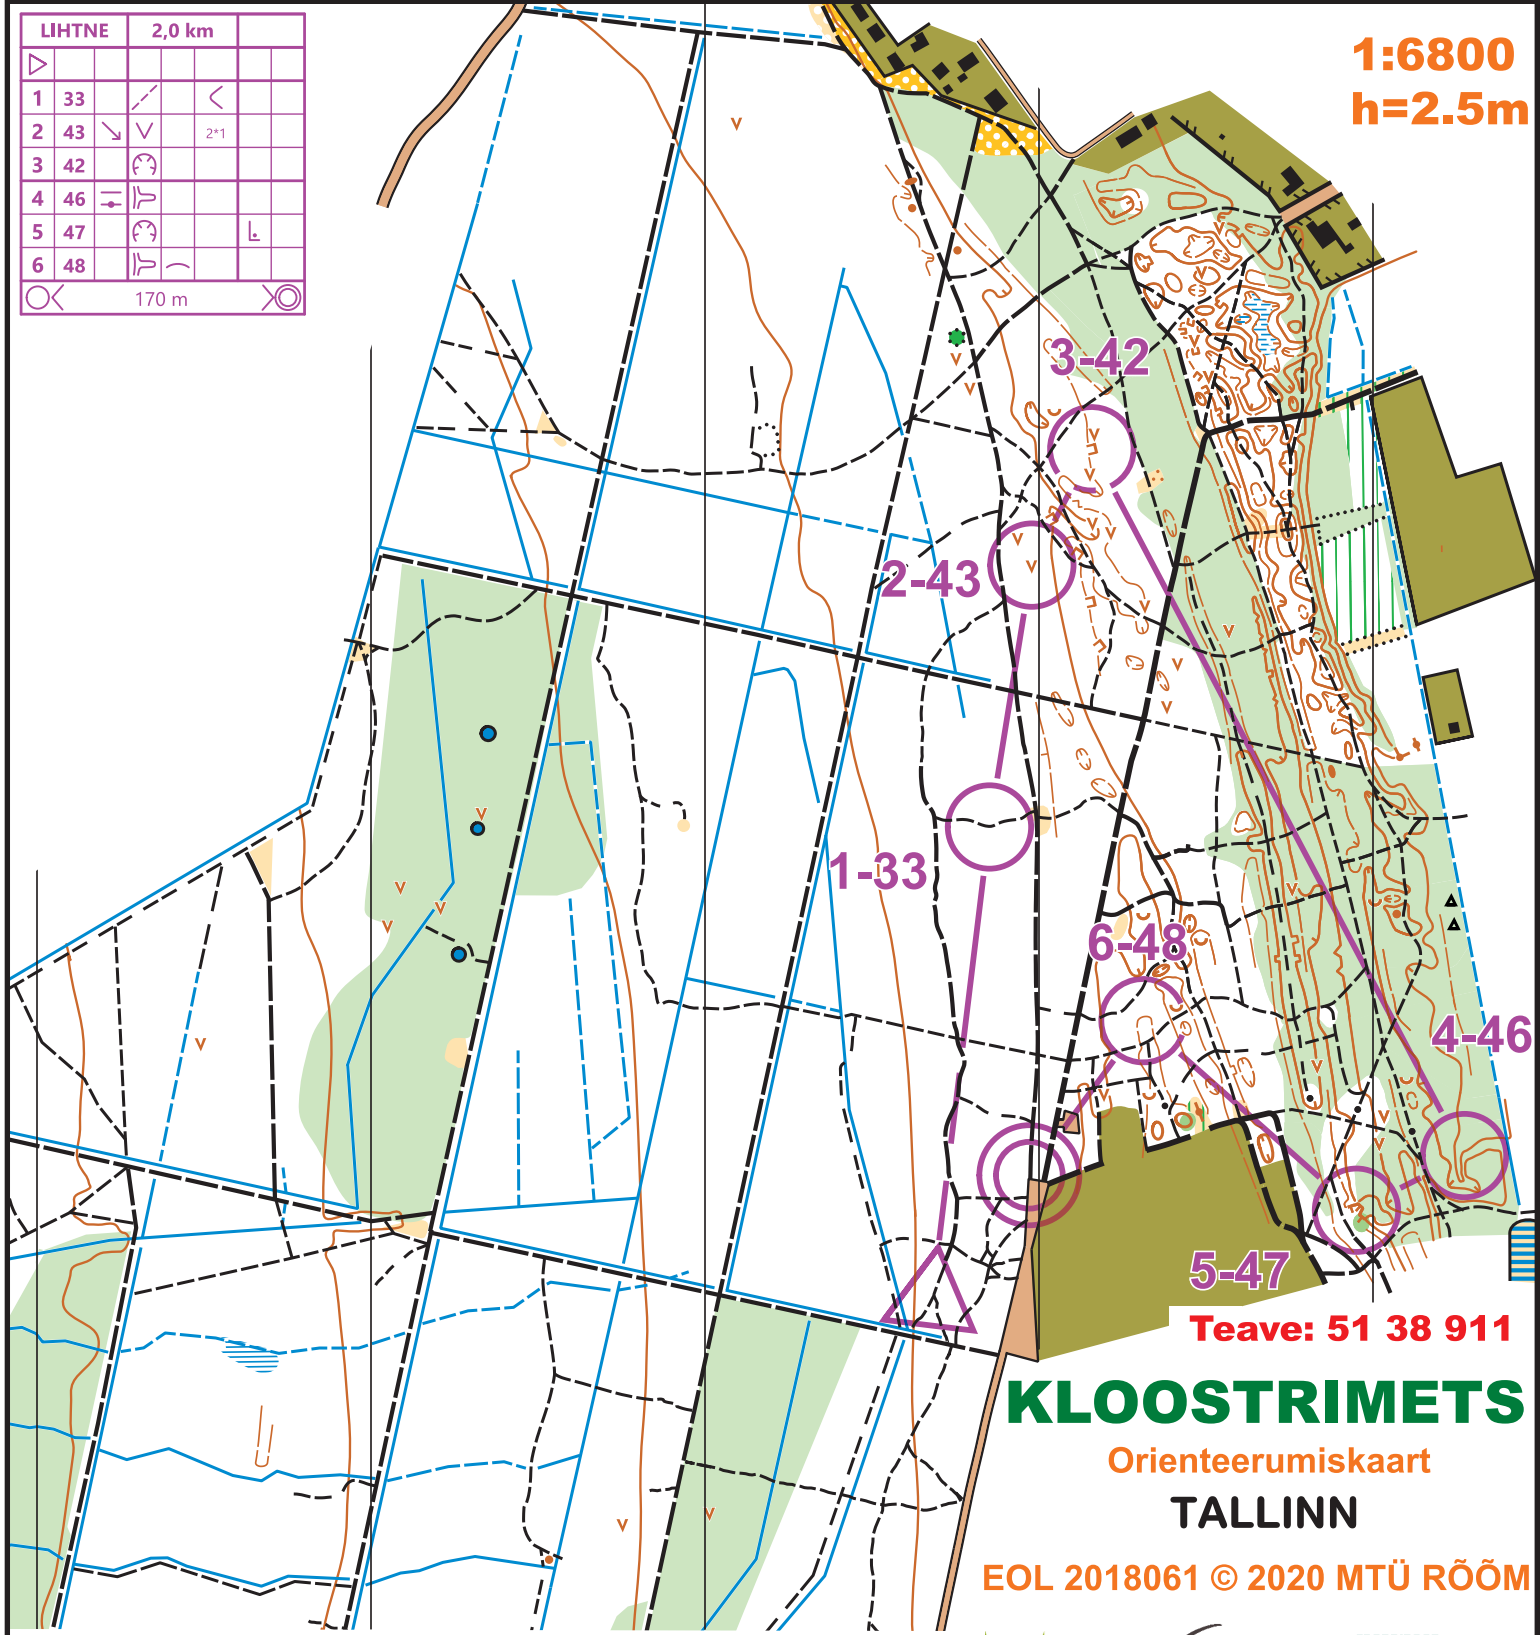 LIHTNE 2,0 km
1 33
2 43 2*1
3 42
4 46
5 47
6 48
170 m
1:6800
h=2.5m
3-42
2-43
1-33
6-48
4-46
5-47
Teave: 51 38 911
KLOOSTRIMETS
Orienteerumiskaart
TALLINN
EOL 2018061 © 2020 MTÜ RÕÕM